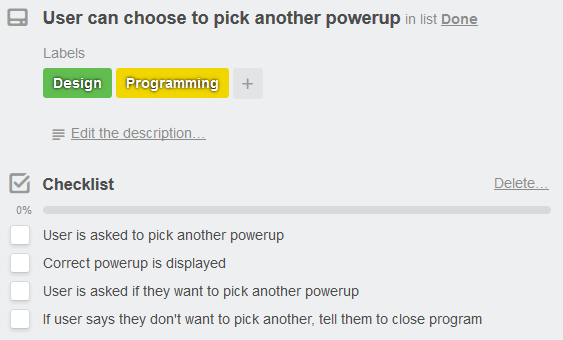 User can choose to pick another powerup in list Done
Labels
Design Programming +
Edit the description…
Checklist Delete…
0%
User is asked to pick another powerup
Correct powerup is displayed
User is asked if they want to pick another powerup
If user says they don't want to pick another, tell them to close program